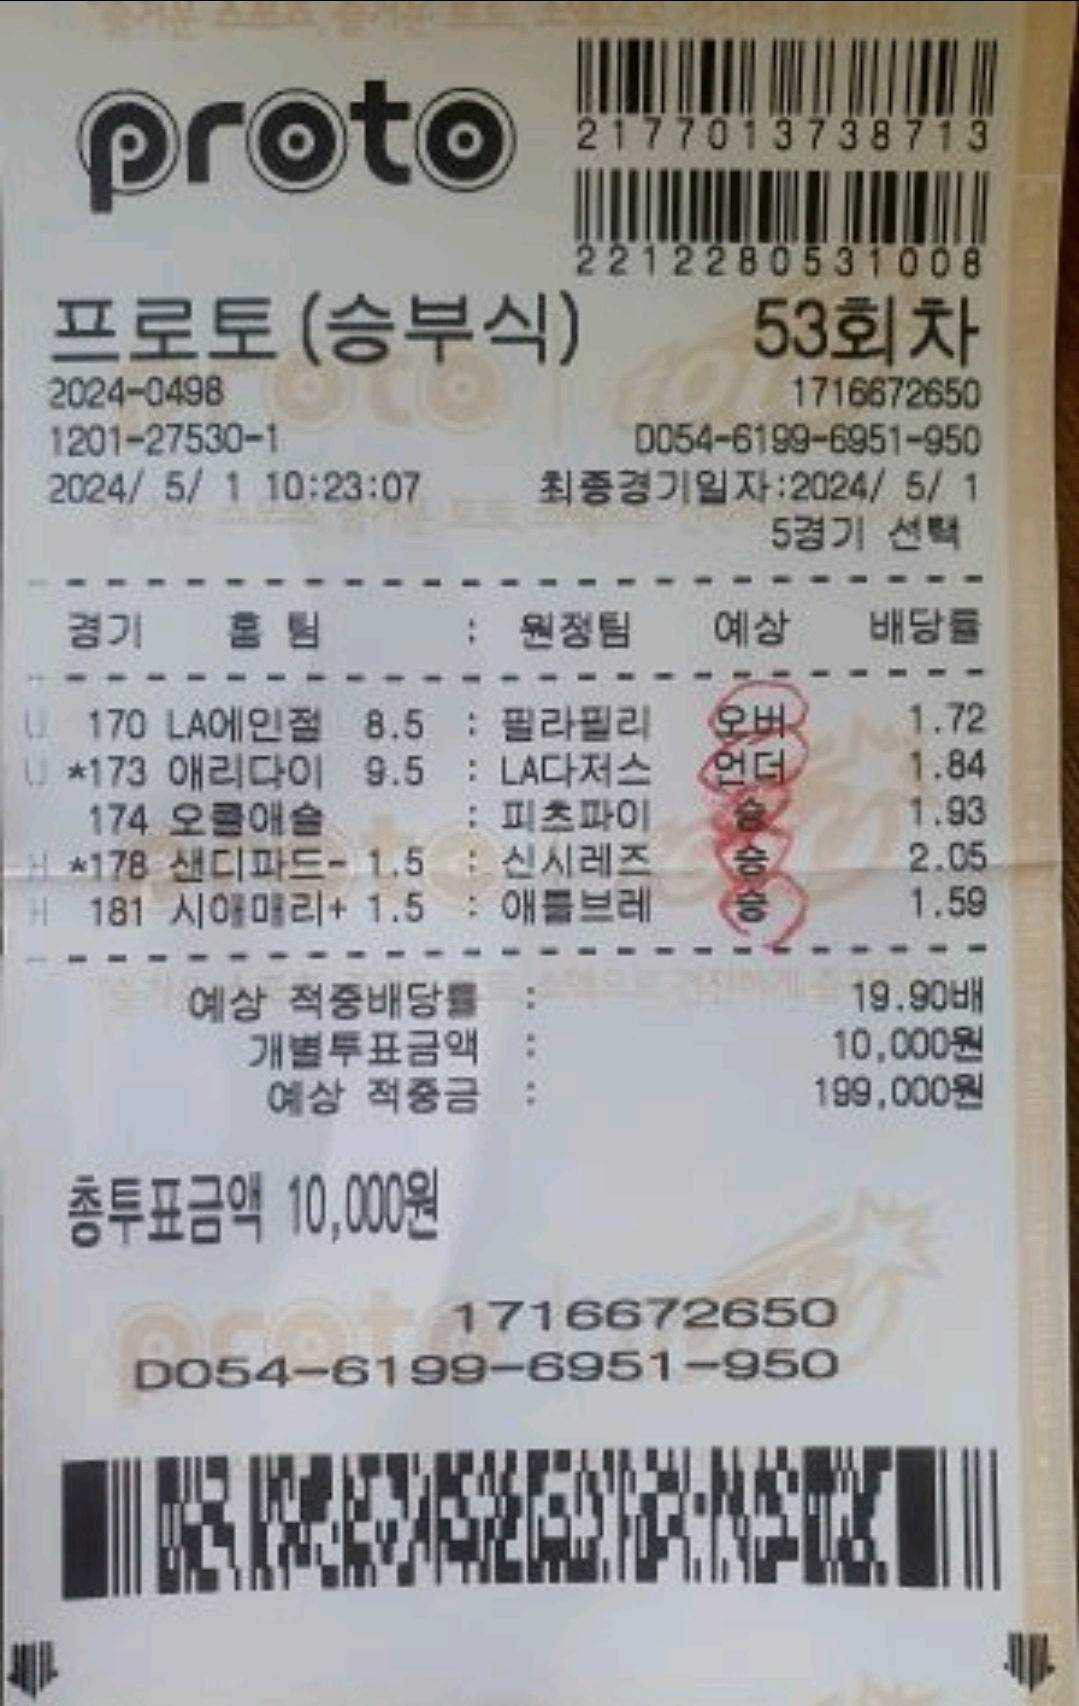 proto
2177013738713
2212280531008
프로토(승부식) 53회차
2024-0498 1716672650
1201-27530-1 D054-6199-6951-950
2024/ 5/ 1 10:23:07 최종경기일자:2024/ 5/ 1
5경기 선택
경기 홈 팀 : 원정팀 예상 배당률
U 170 LA에인절 8.5 : 필라필리 오버 1.72
U *173 애리다이 9.5 : LA다저스 언더 1.84
174 오클애슬 : 피츠파이 승 1.93
H *178 샌디파드- 1.5 : 신시레즈 승 2.05
H 181 시애매리+ 1.5 : 애틀브레 승 1.59
예상 적중배당률 : 19.90배
개별투표금액 : 10,000원
예상 적중금 : 199,000원
총투표금액 10,000원
1716672650
D054-6199-6951-950